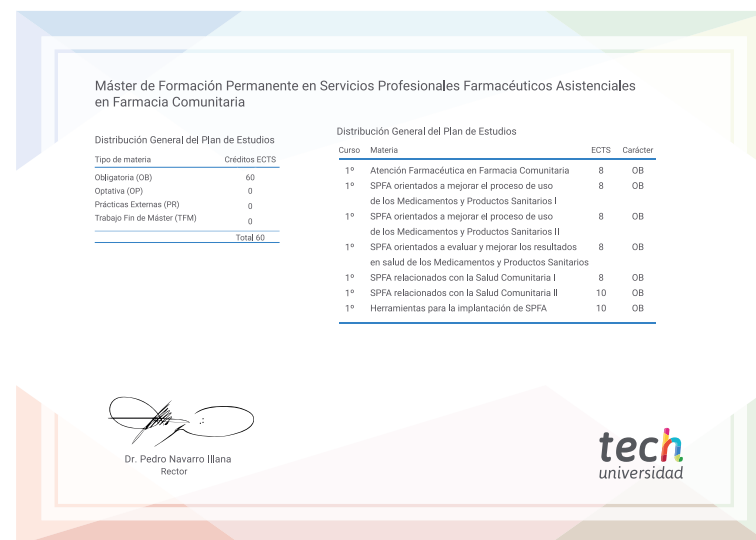 Máster de Formación Permanente en Servicios Profesionales Farmacéuticos Asistenciales
en Farmacia Comunitaria
Distribución General del Plan de Estudios
Tipo de materia Créditos ECTS
Obligatoria (OB) 60
Optativa (OP) 0
Prácticas Externas (PR) 0
Trabajo Fin de Máster (TFM) 0
Total 60
Distribución General del Plan de Estudios
Curso Materia ECTS Carácter
1º Atención Farmacéutica en Farmacia Comunitaria 8 OB
1º SPFA orientados a mejorar el proceso de uso 8 OB
de los Medicamentos y Productos Sanitarios I
1º SPFA orientados a mejorar el proceso de uso 8 OB
de los Medicamentos y Productos Sanitarios II
1º SPFA orientados a evaluar y mejorar los resultados 8 OB
en salud de los Medicamentos y Productos Sanitarios
1º SPFA relacionados con la Salud Comunitaria I 8 OB
1º SPFA relacionados con la Salud Comunitaria II 10 OB
1º Herramientas para la implantación de SPFA 10 OB
Dr. Pedro Navarro Illana
Rector
tech
universidad